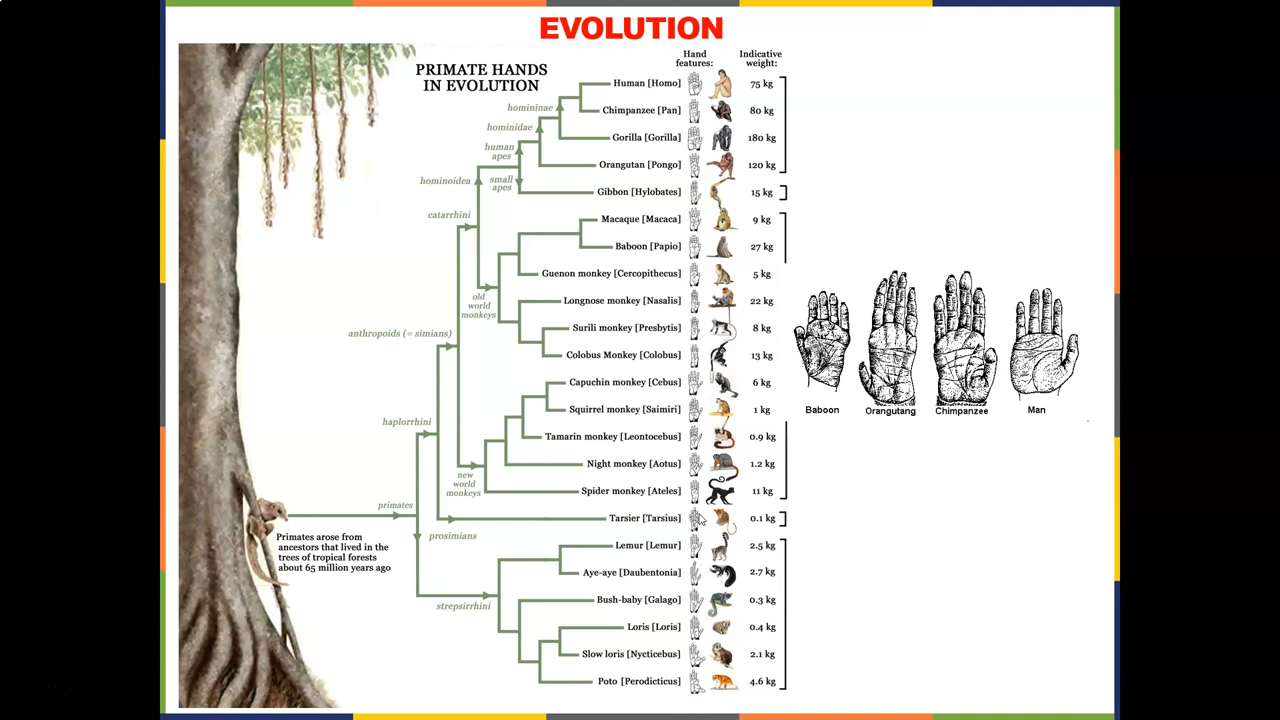 EVOLUTION
PRIMATE HANDS
IN EVOLUTION
Hand
features:
Indicative
weight:
Human [Homo] 75 kg
Chimpanzee [Pan] 80 kg
homininae
Gorilla [Gorilla] 180 kg
hominidae
human
apes
Orangutan [Pongo] 120 kg
hominoidea
small
apes
Gibbon [Hylobates] 15 kg
catarrhini
Macaque [Macaca] 9 kg
Baboon [Papio] 27 kg
Guenon monkey [Cercopithecus] 5 kg
old
world
monkeys
Longnose monkey [Nasalis] 22 kg
anthropoids (= simians)
Surili monkey [Presbytis] 8 kg
Colobus Monkey [Colobus] 13 kg
Capuchin monkey [Cebus] 6 kg
Squirrel monkey [Saimiri] 1 kg
haplorrhini
Tamarin monkey [Leontocebus] 0.9 kg
Night monkey [Aotus] 1.2 kg
new
world
monkeys
Spider monkey [Ateles] 11 kg
primates
Tarsier [Tarsius] 0.1 kg
prosimians
Primates arose from
ancestors that lived in the
trees of tropical forests
about 65 million years ago
Lemur [Lemur] 2.5 kg
Aye-aye [Daubentonia] 2.7 kg
Bush-baby [Galago] 0.3 kg
strepsirrhini
Loris [Loris] 0.4 kg
Slow loris [Nycticebus] 2.1 kg
Poto [Perodicticus] 4.6 kg
Baboon Orangutang Chimpanzee Man